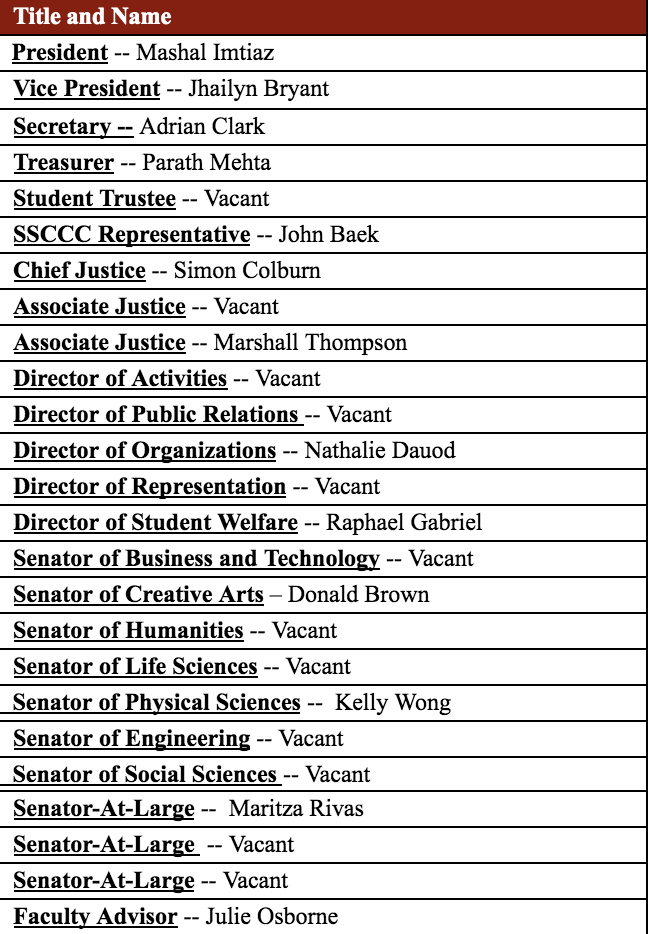 Title and Name
President -- Mashal Imtiaz
Vice President -- Jhailyn Bryant
Secretary -- Adrian Clark
Treasurer -- Parath Mehta
Student Trustee -- Vacant
SSCCC Representative -- John Baek
Chief Justice -- Simon Colburn
Associate Justice -- Vacant
Associate Justice -- Marshall Thompson
Director of Activities -- Vacant
Director of Public Relations -- Vacant
Director of Organizations -- Nathalie Dauod
Director of Representation -- Vacant
Director of Student Welfare -- Raphael Gabriel
Senator of Business and Technology -- Vacant
Senator of Creative Arts – Donald Brown
Senator of Humanities -- Vacant
Senator of Life Sciences -- Vacant
Senator of Physical Sciences --  Kelly Wong
Senator of Engineering -- Vacant
Senator of Social Sciences -- Vacant
Senator-At-Large --  Maritza Rivas
Senator-At-Large  -- Vacant
Senator-At-Large -- Vacant
Faculty Advisor -- Julie Osborne